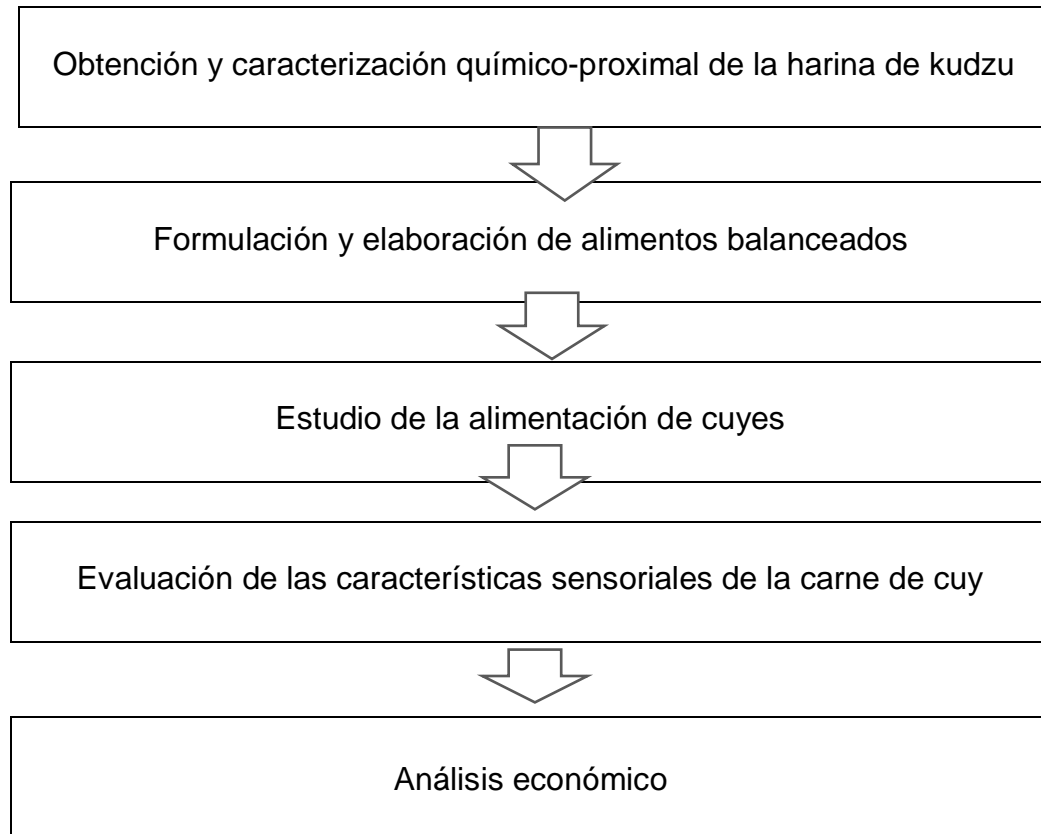 Obtención y caracterización químico-proximal de la harina de kudzu
Formulación y elaboración de alimentos balanceados
Estudio de la alimentación de cuyes
Evaluación de las características sensoriales de la carne de cuy
Análisis económico